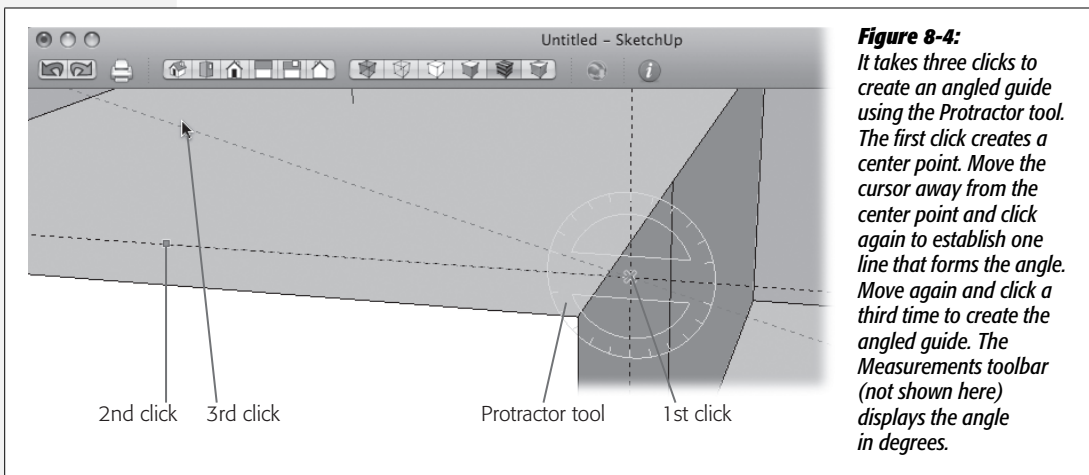 Untitled – SketchUp
2nd click
3rd click
Protractor tool
1st click
Figure 8-4:
It takes three clicks to
create an angled guide
using the Protractor tool.
The first click creates a
center point. Move the
cursor away from the
center point and click
again to establish one
line that forms the angle.
Move again and click a
third time to create the
angled guide. The
Measurements toolbar
(not shown here)
displays the angle
in degrees.